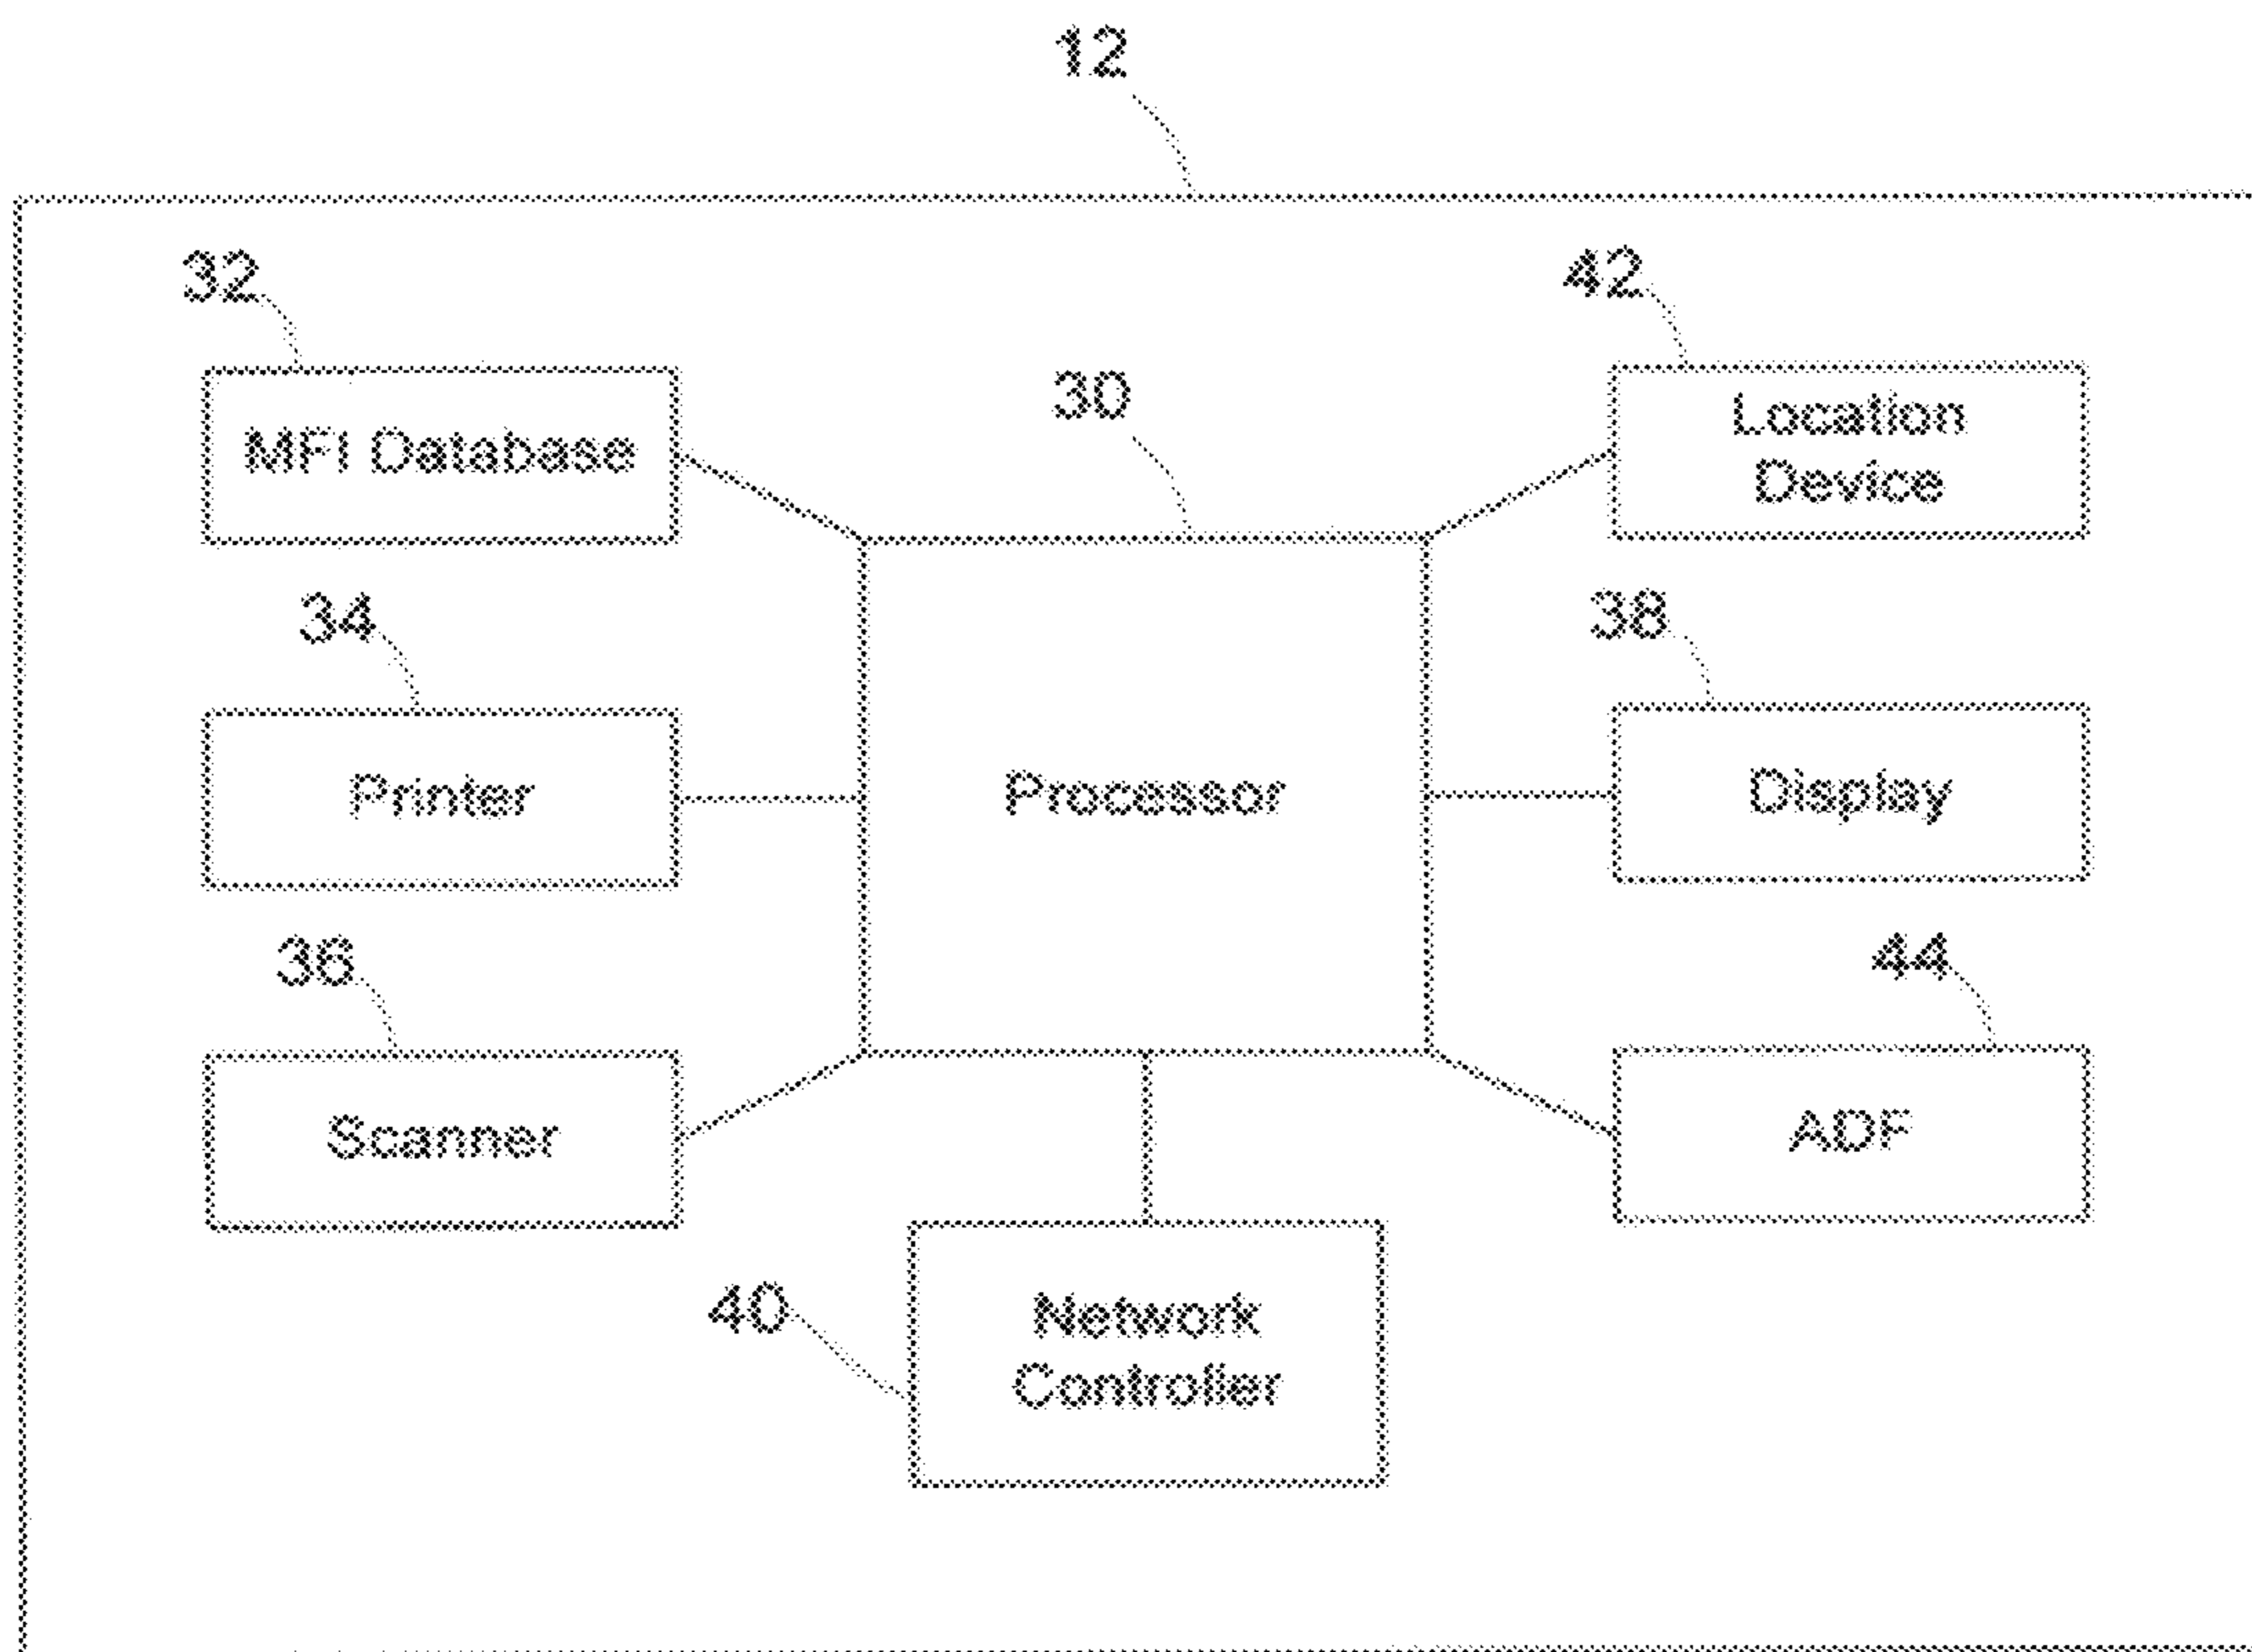 12
32
42
MFI Database
30
Location
Device
34
38
Printer
Processor
Display
36
44
Scanner
ADF
40
Network
Controller